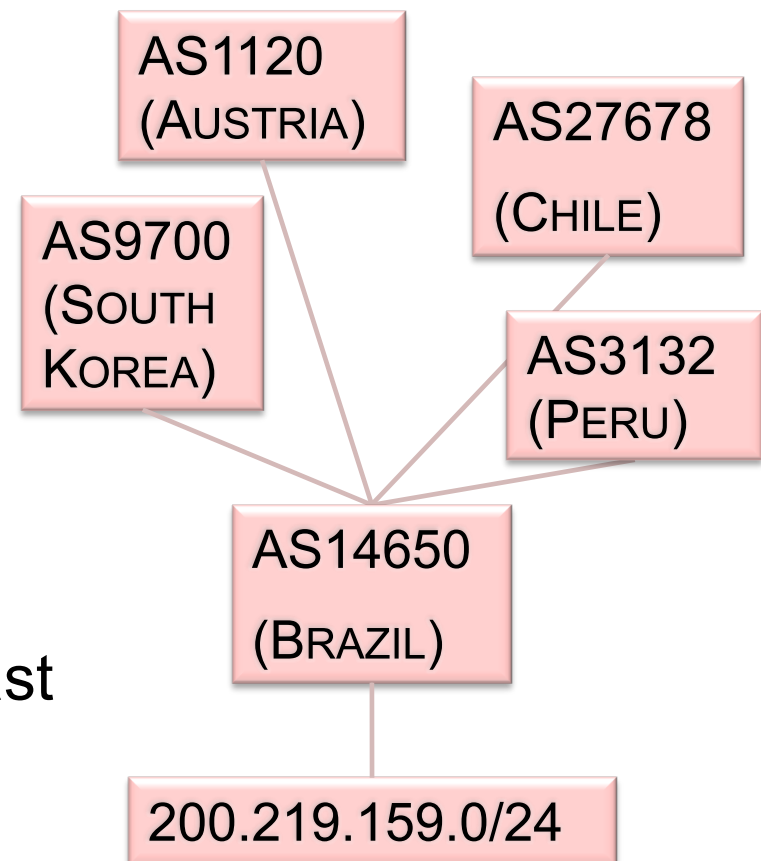 AS1120
(AUSTRIA)
AS27678
(CHILE)
AS9700
(SOUTH
KOREA)
AS3132
(PERU)
AS14650
(BRAZIL)
200.219.159.0/24